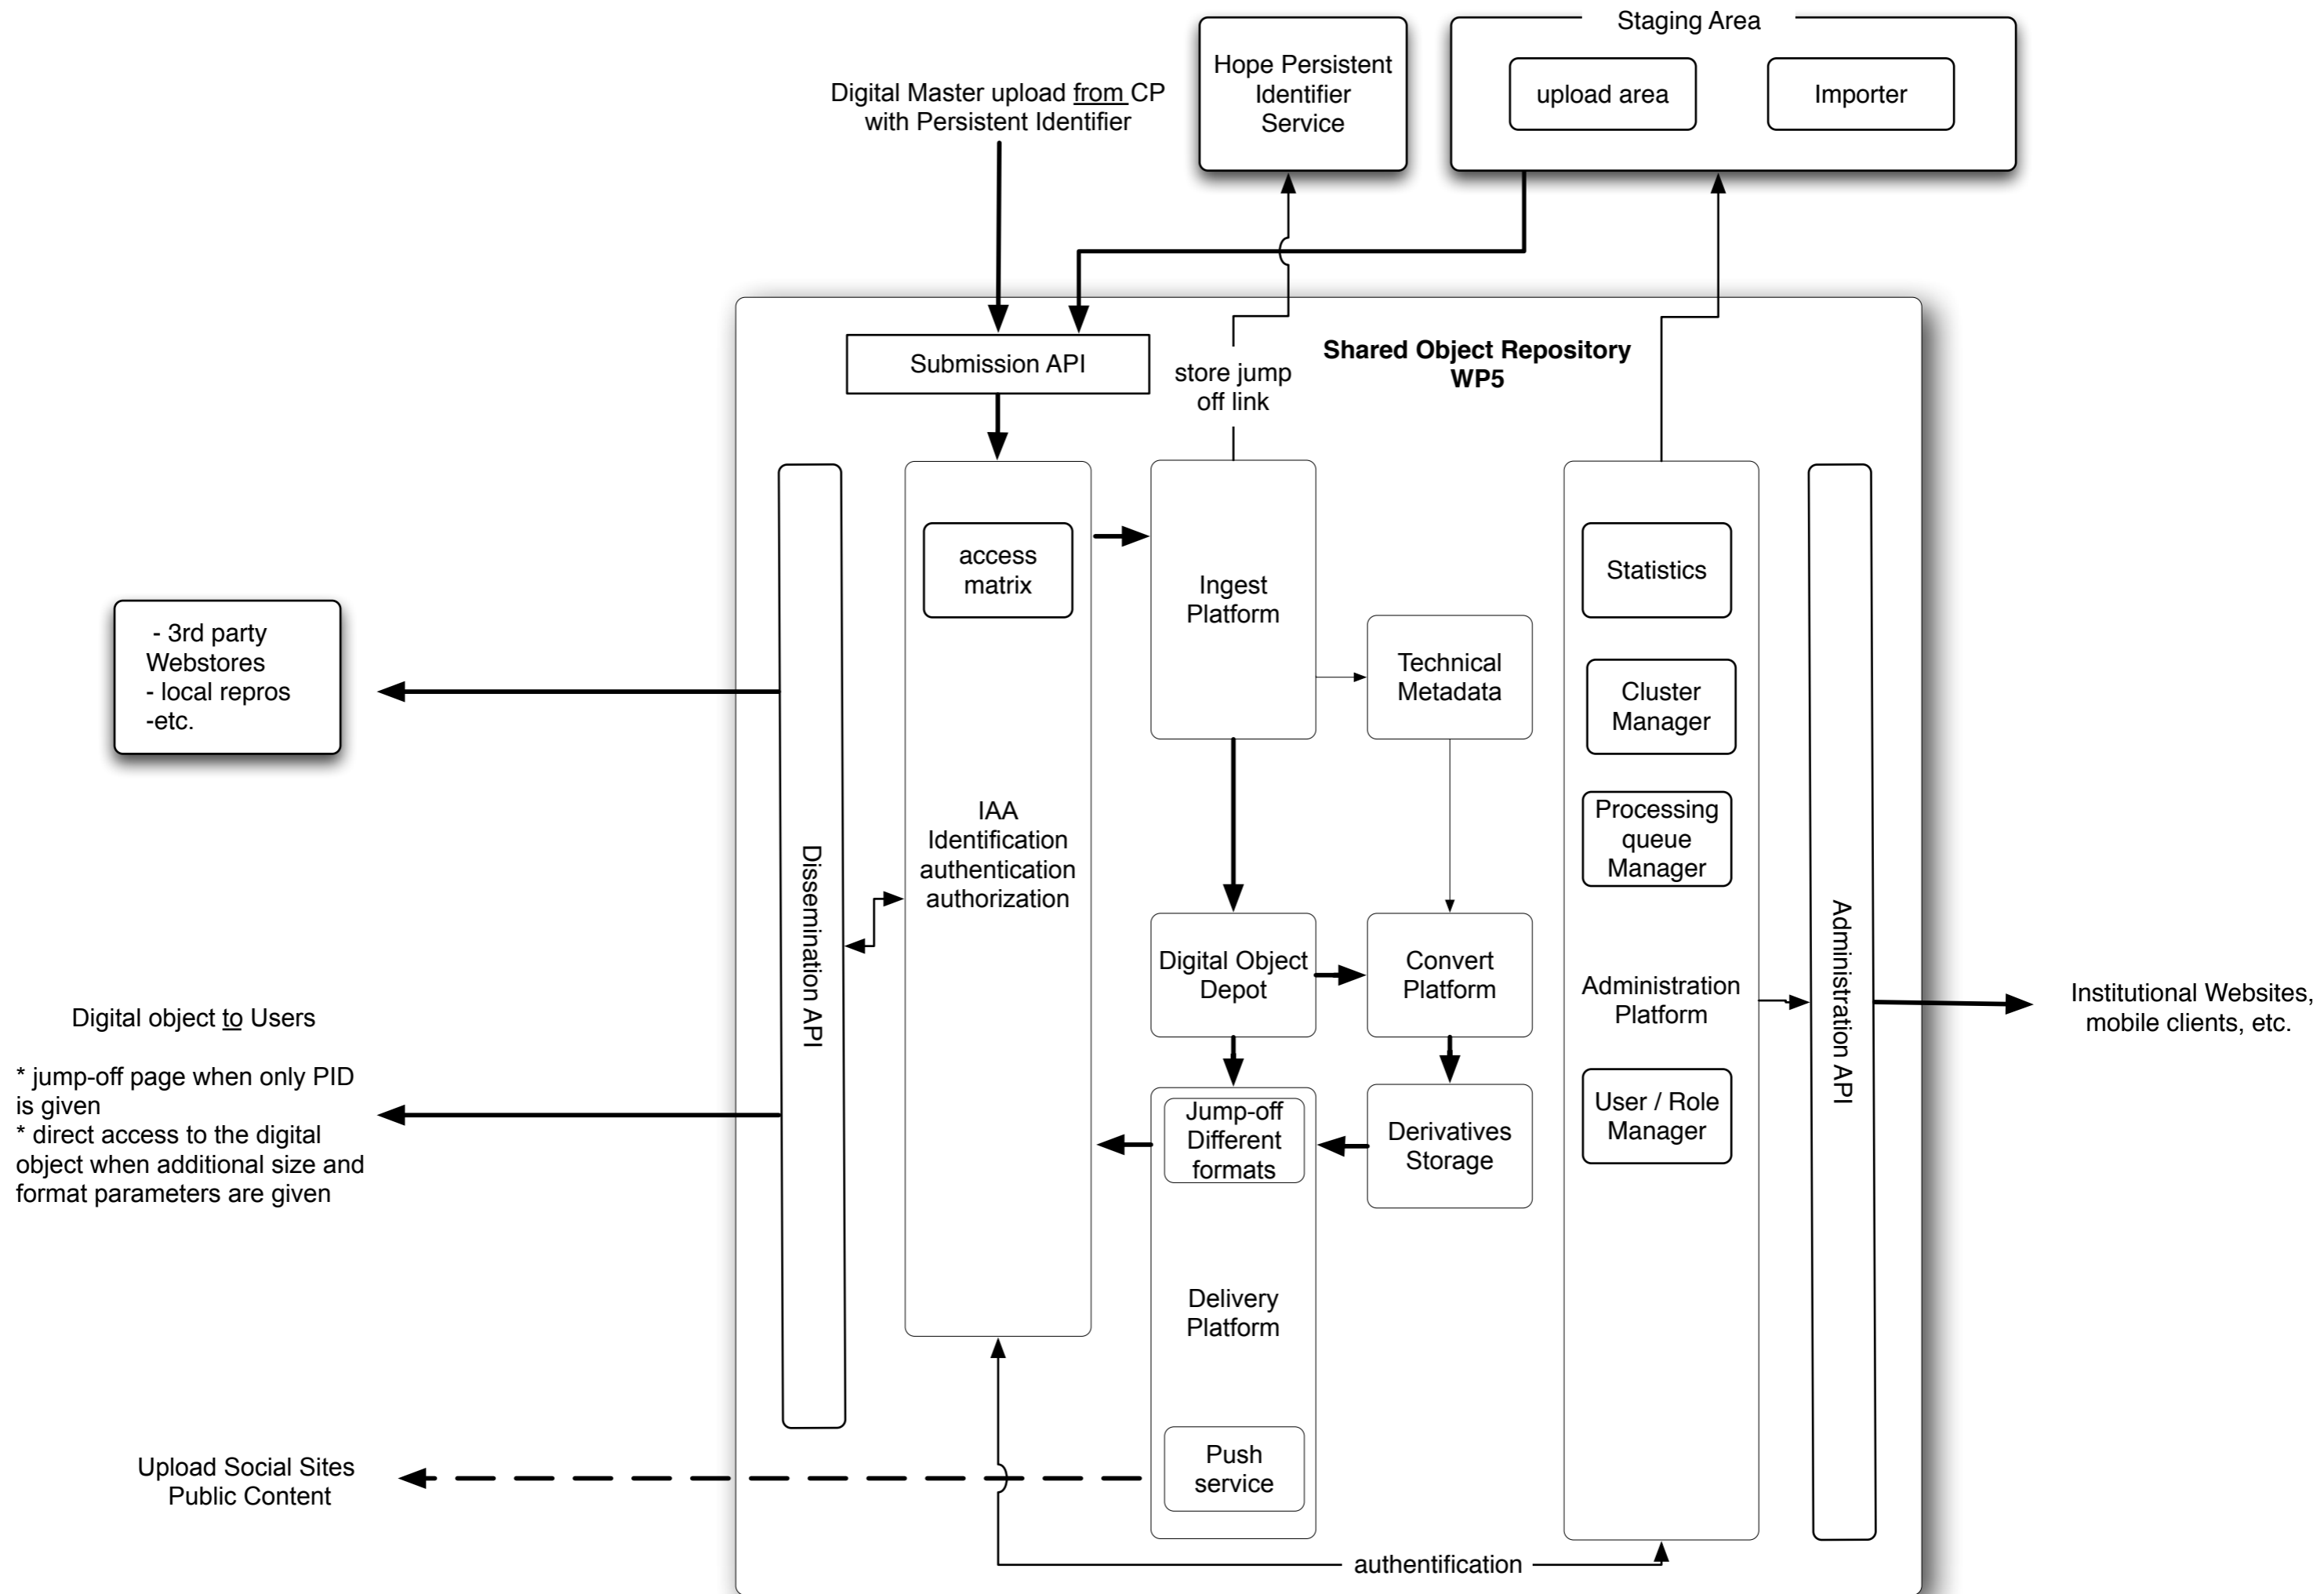 Staging Area
Hope Persistent
Identifier
Service
upload area
Importer
Digital Master upload from CP
with Persistent Identifier
Shared Object Repository
WP5
Submission API
store jump
off link
access
matrix
Ingest
Platform
Statistics
- 3rd party
Webstores
- local repros
-etc.
Technical
Metadata
Cluster
Manager
IAA
Identification
authentication
authorization
Processing
queue
Manager
Dissemination API
Administration API
Digital Object
Depot
Convert
Platform
Administration
Platform
Institutional Websites,
mobile clients, etc.
Digital object to Users
* jump-off page when only PID
is given
* direct access to the digital
object when additional size and
format parameters are given
Jump-off
Different
formats
Derivatives
Storage
User / Role
Manager
Delivery
Platform
Upload Social Sites
Public Content
Push
service
authentification